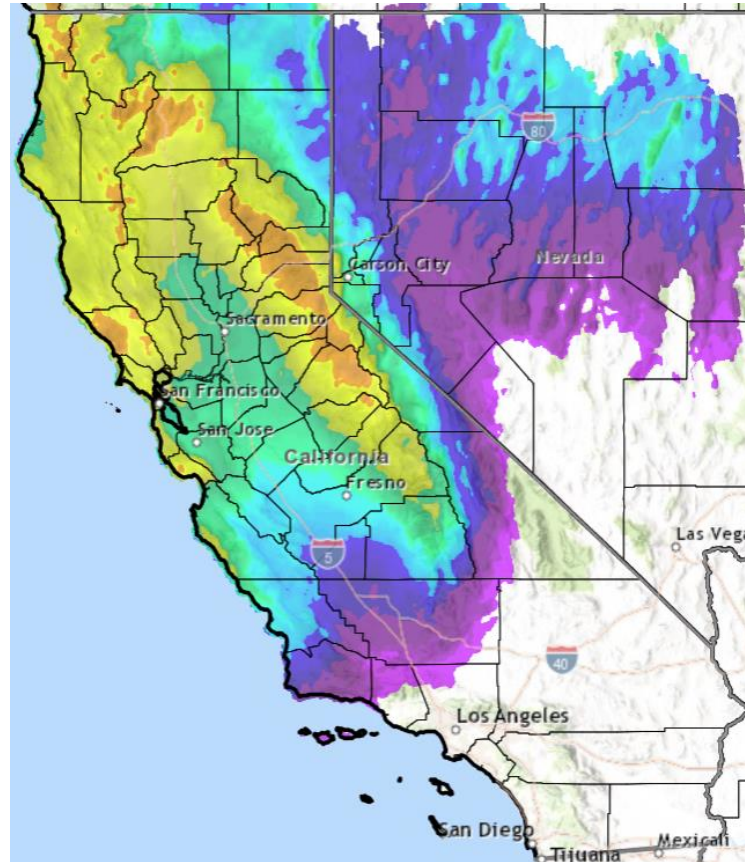 80
Nevada
Carson City
Sacramento
San Francisco
San Jose
California
Fresno
5
Las Vega
40
Los Angeles
San Diego
Tijuana
Mexicali